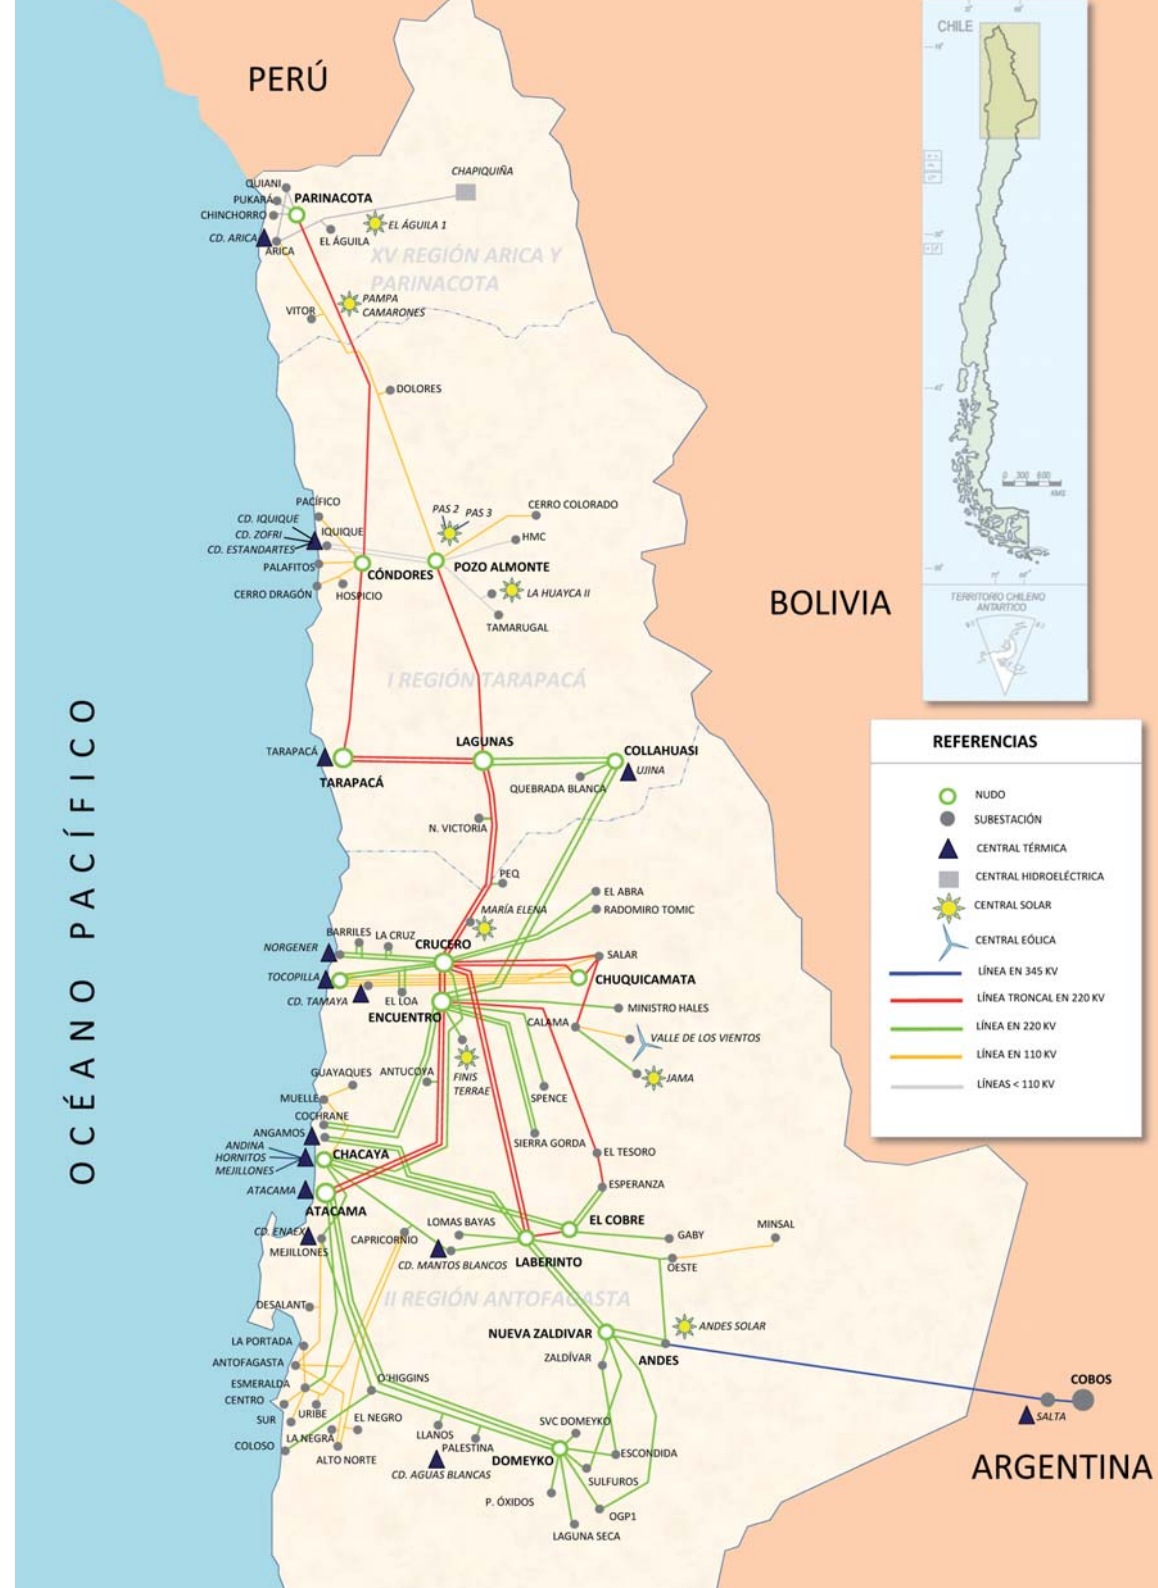 CHILE
PERÚ
CHAPIQUIÑA
QUIANI
PUKARÁ
PARINACOTA
CHINCHORRO
EL ÁGUILA 1
CD. ARICA
EL ÁGUILA
ARICA
XV REGIÓN ARICA Y
PARINACOTA
PAMPA
CAMARONES
VITOR
DOLORES
PACÍFICO
CERRO COLORADO
PAS 2
PAS 3
CD. IQUIQUE
IQUIQUE
CD. ZOFRI
HMC
CD. ESTANDARTES
PALAFITOS
CÓNDORES
POZO ALMONTE
CERRO DRAGÓN
HOSPICIO
LA HUAYCA II
TAMARUGAL
BOLIVIA
0 300 600
KMS
TERRITORIO CHILENO
ANTÁRTICO
I REGIÓN TARAPACÁ
OCÉANO PACÍFICO
LAGUNAS
COLLAHUASI
TARAPACÁ
TARAPACÁ
UJINA
QUEBRADA BLANCA
N. VICTORIA
REFERENCIAS
NUDO
SUBESTACIÓN
CENTRAL TÉRMICA
CENTRAL HIDROELÉCTRICA
CENTRAL SOLAR
CENTRAL EÓLICA
LÍNEA EN 345 KV
LÍNEA TRONCAL EN 220 KV
LÍNEA EN 220 KV
LÍNEA EN 110 KV
LÍNEAS < 110 KV
PEQ
EL ABRA
MARÍA ELENA
RADOMIRO TOMIC
BARRILES
LA CRUZ
NORGENER
CRUCERO
SALAR
TOCOPILLA
CHUQUICAMATA
CD. TAMAYA
EL LOA
ENCUENTRO
MINISTRO HALES
CALAMA
VALLE DE LOS VIENTOS
GUAYAQUES
ANTUCOYA
FINIS
TERRAE
JAMA
MUELLE
SPENCE
COCHRANE
ANGAMOS
SIERRA GORDA
ANDINA
HORNITOS
MEJILLONES
CHACAYA
EL TESORO
ATACAMA
ESPERANZA
ATACAMA
LOMAS BAYAS
EL COBRE
MINSAL
CD. ENAEX
CAPRICORNIO
GABY
MEJILLONES
CD. MANTOS BLANCOS
LABERINTO
OESTE
II REGIÓN ANTOFAGASTA
DESALANT
LA PORTADA
NUEVA ZALDIVAR
ANDES SOLAR
ANTOFAGASTA
ZALDÍVAR
ANDES
ESMERALDA
O'HIGGINS
COBOS
CENTRO
URIBE
SUR
EL NEGRO
SVC DOMEYKO
SALTA
LA NEGRA
LLANOS
COLOSO
ALTO NORTE
PALESTINA
DOMEYKO
ESCONDIDA
ARGENTINA
CD. AGUAS BLANCAS
SULFUROS
P. ÓXIDOS
OGP1
LAGUNA SECA